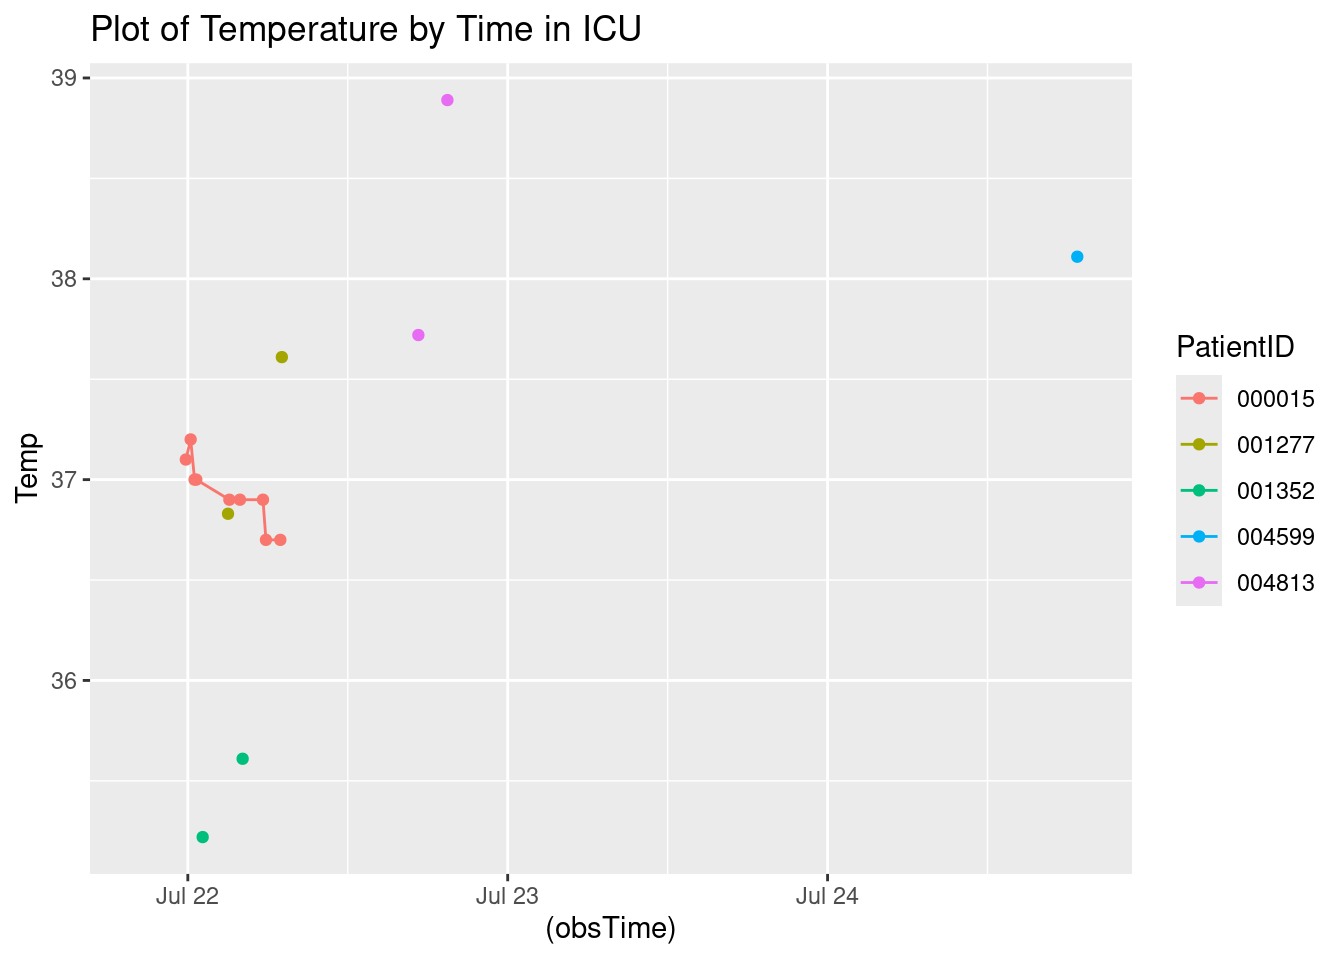 Plot of Temperature by Time in ICU
39
38
37
36
Temp
Jul 22
Jul 23
Jul 24
(obsTime)
PatientID
000015
001277
001352
004599
004813